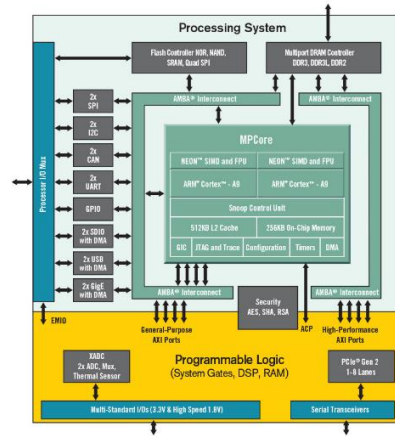 Processing System
Flash Controller NOR, NAND,
SRAM, Quad SPI
Multiport DRAM Controller
DDR3, DDR3L, DDR2
AMBA® Interconnect
AMBA® Interconnect
Processor I/O Mux
2x
SPI
2x
I2C
2x
CAN
2x
UART
GPIO
2x SDIO
with DMA
2x USB
with DMA
2x GigE
with DMA
MPCore
NEON™ SIMD and FPU
NEON™ SIMD and FPU
ARM® Cortex™ - A9
ARM® Cortex™ - A9
Snoop Control Unit
512KB L2 Cache
256KB On-Chip Memory
GIC
JTAG and Trace
Configuration
Timers
DMA
AMBA® Interconnect
AMBA® Interconnect
Security
AES, SHA, RSA
EMIO
General-Purpose
AXI Ports
ACP
High-Performance
AXI Ports
XADC
2x ADC, Mux,
Thermal Sensor
Programmable Logic
(System Gates, DSP, RAM)
PCIe® Gen 2
1-8 Lanes
Multi-Standard I/Os (3.3V & High Speed 1.8V)
Serial Transceivers